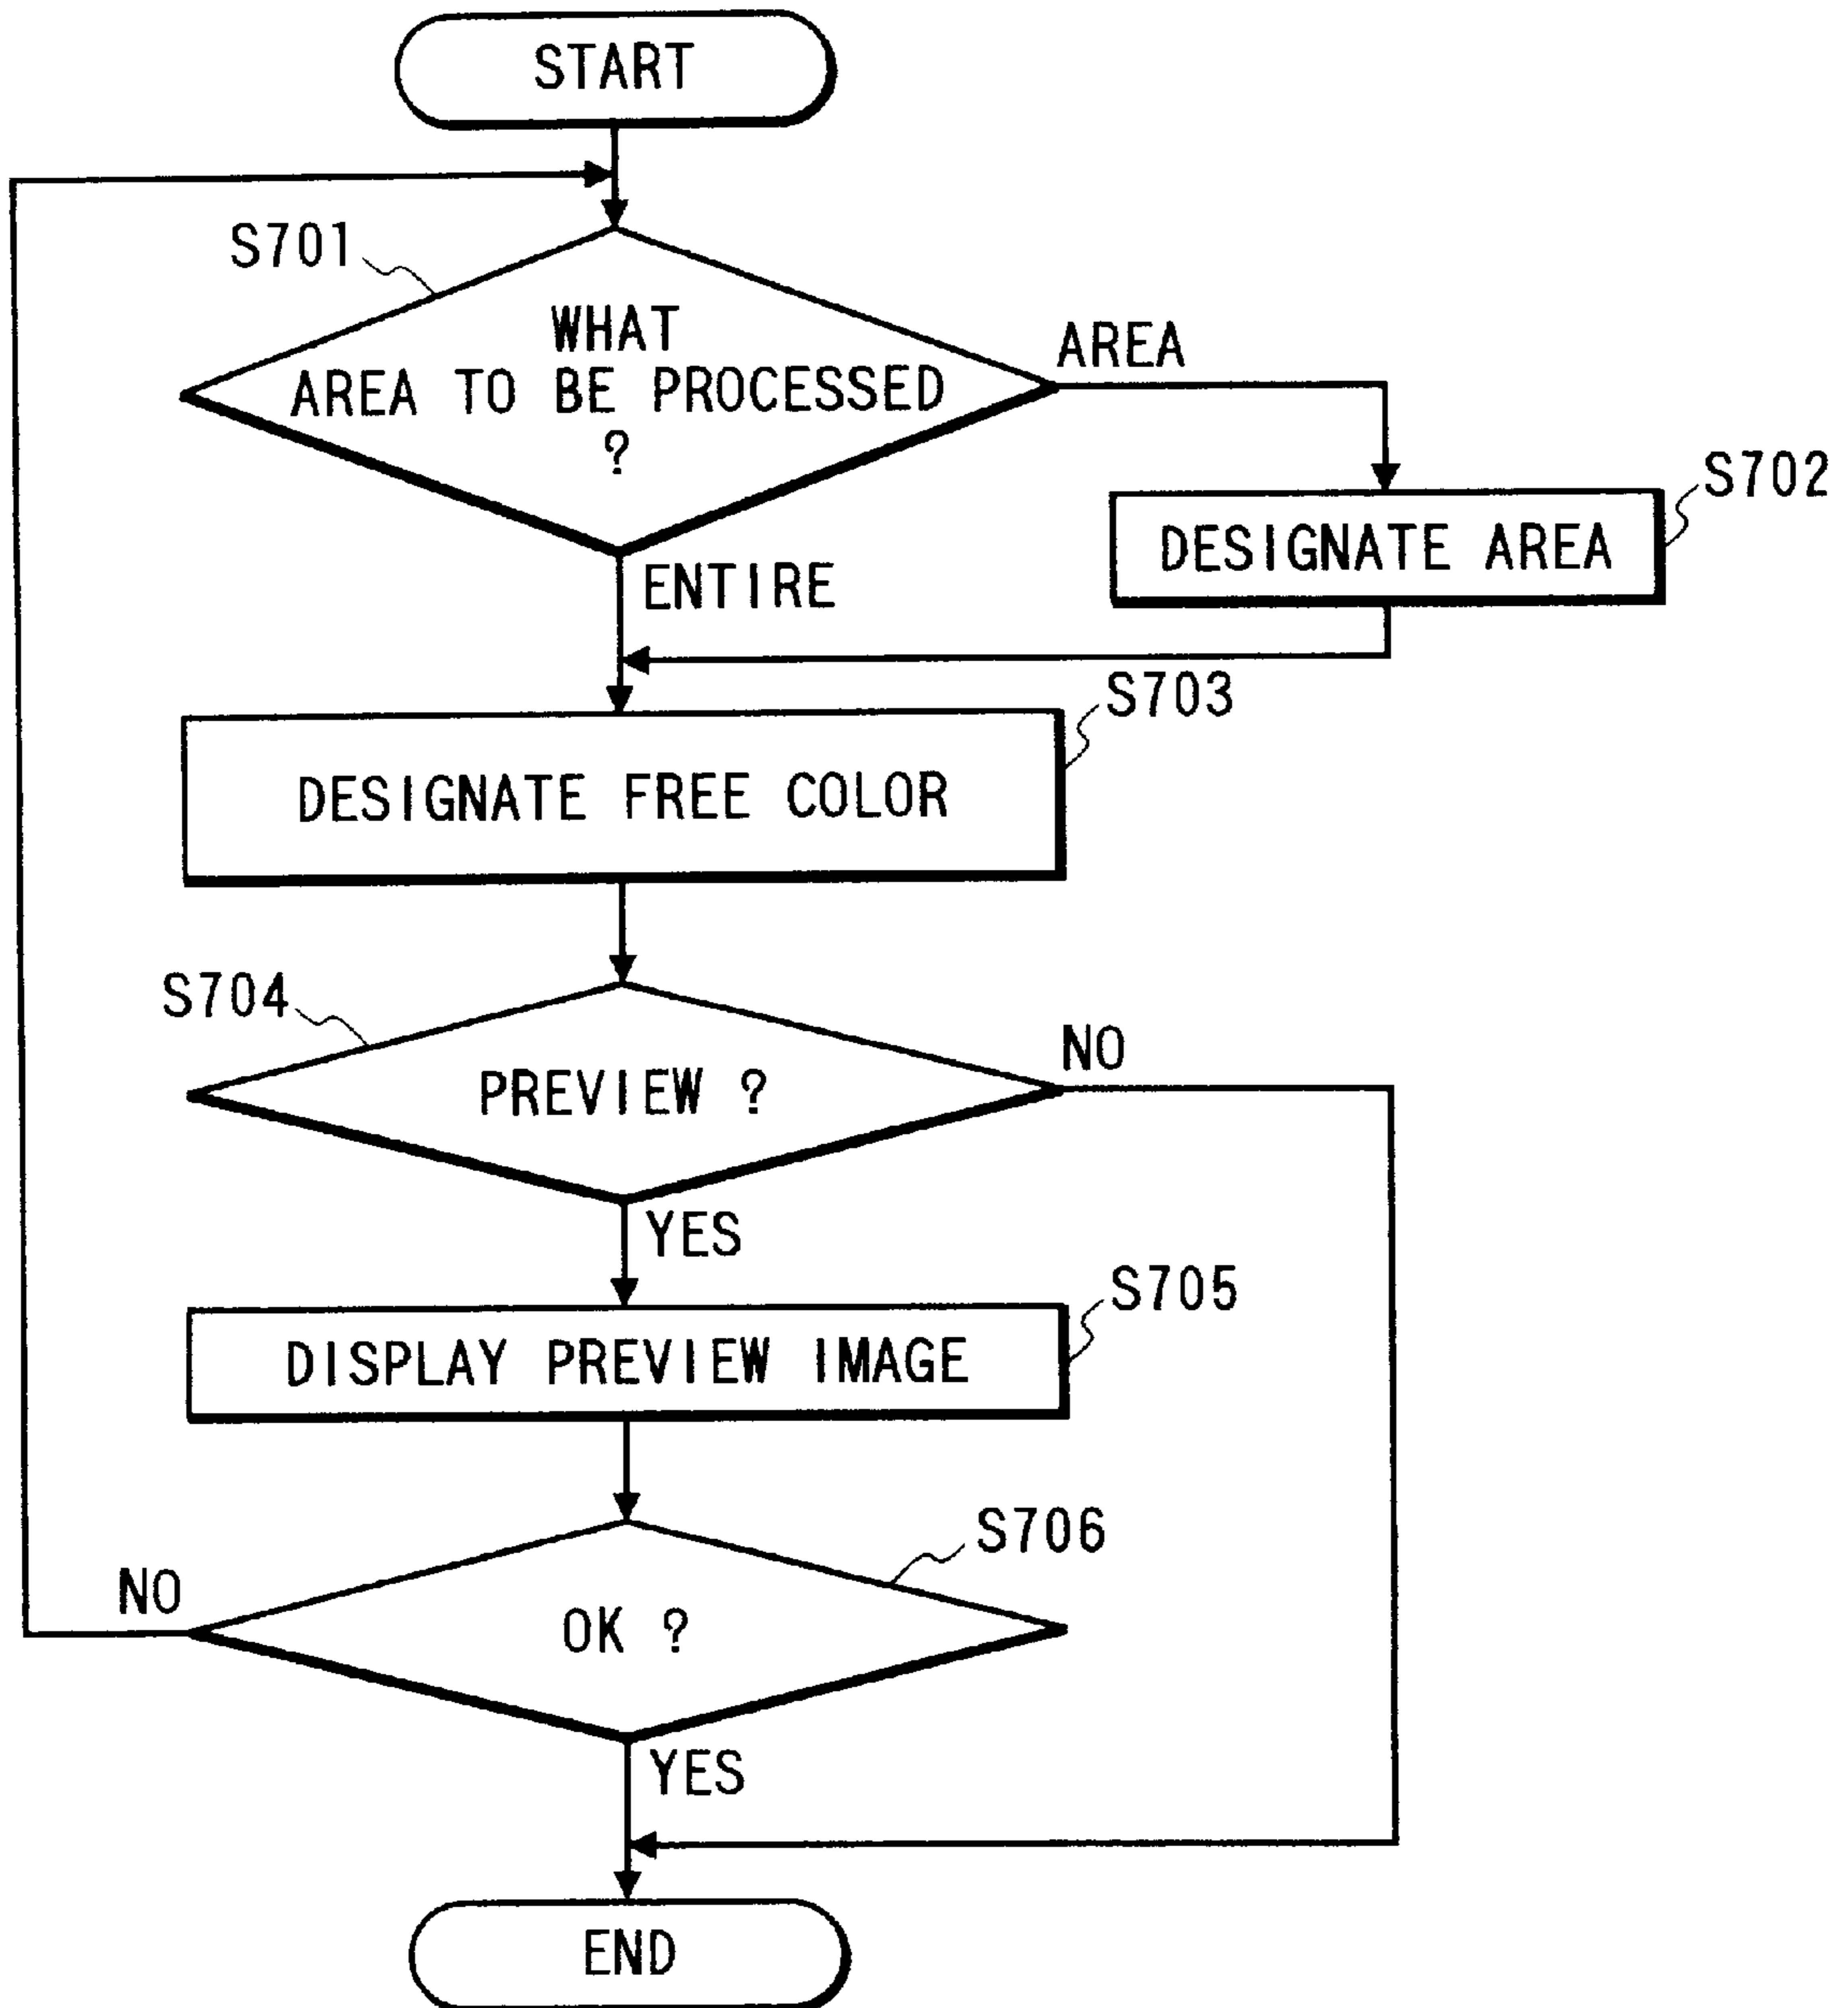 START
S701
WHAT
AREA TO BE PROCESSED
?
AREA
S702
DESIGNATE AREA
ENTIRE
S703
DESIGNATE FREE COLOR
S704
PREVIEW ?
NO
YES
S705
DISPLAY PREVIEW IMAGE
S706
NO
OK ?
YES
END